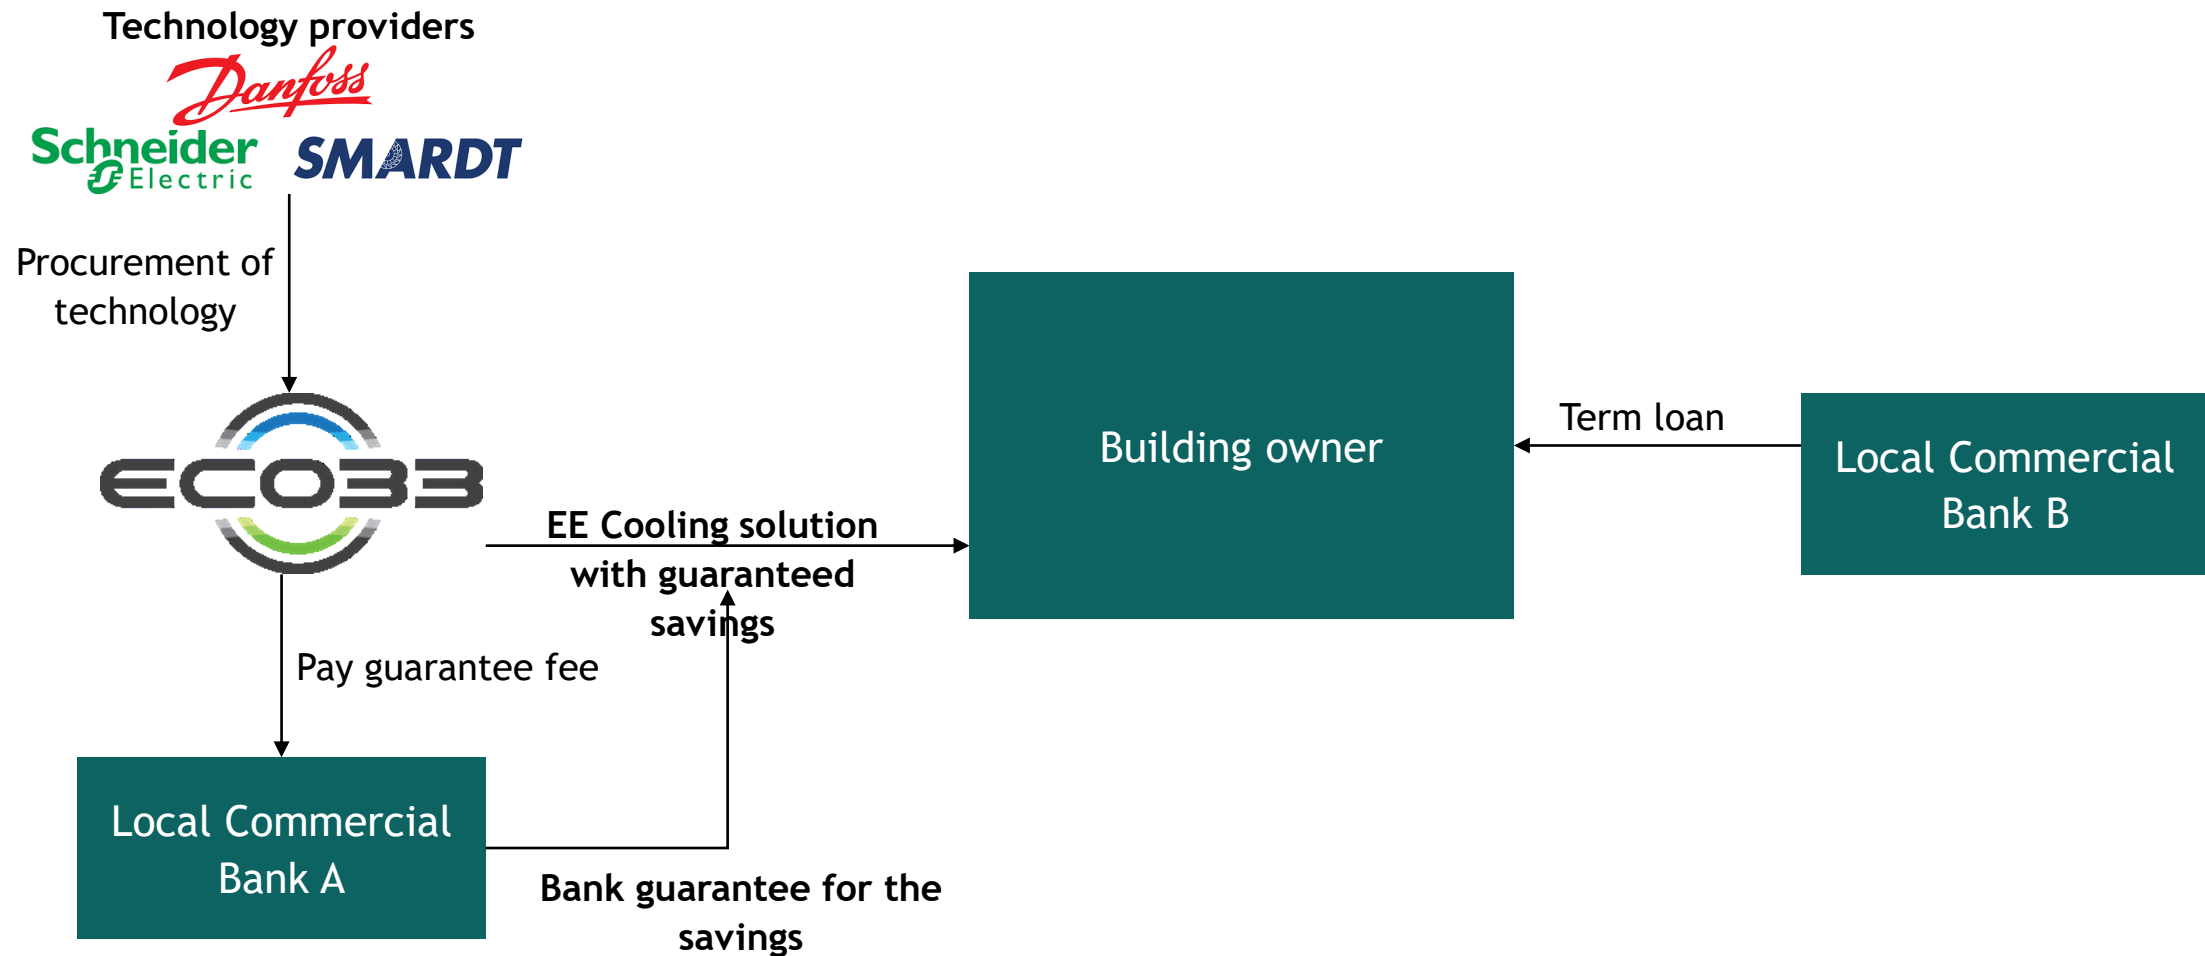 Technology providers
Danfoss
Schneider
Electric
SMARDT
Procurement of
technology
ECO33
EE Cooling solution
with guaranteed
savings
Pay guarantee fee
Local Commercial
Bank A
Bank guarantee for the
savings
Building owner
Term loan
Local Commercial
Bank B